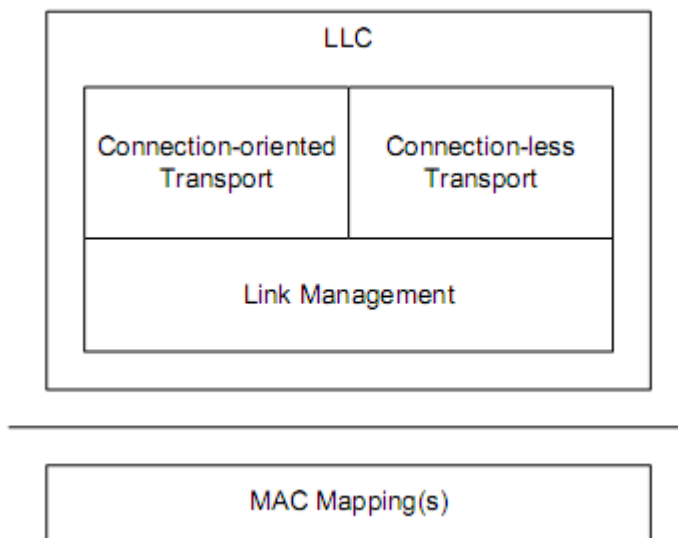 LLC
Connection-oriented
Transport
Connection-less
Transport
Link Management
MAC Mapping(s)